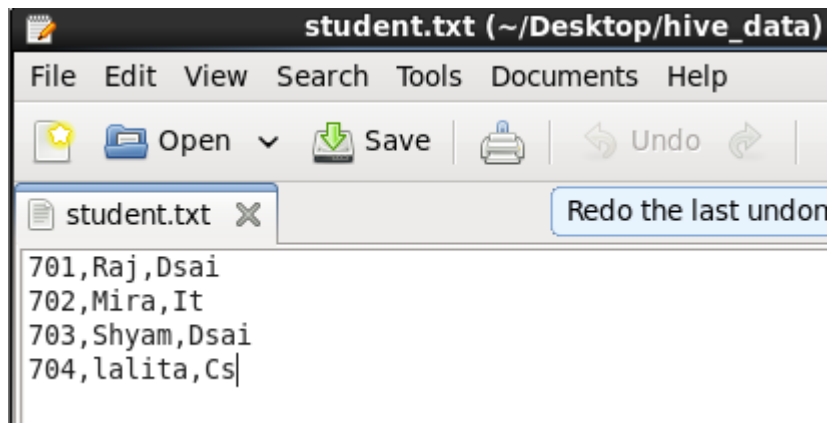 student.txt (~/Desktop/hive_data)
File Edit View Search Tools Documents Help
Open Save Undo
student.txt Redo the last undon
701,Raj,Dsai
702,Mira,It
703,Shyam,Dsai
704,lalita,Cs